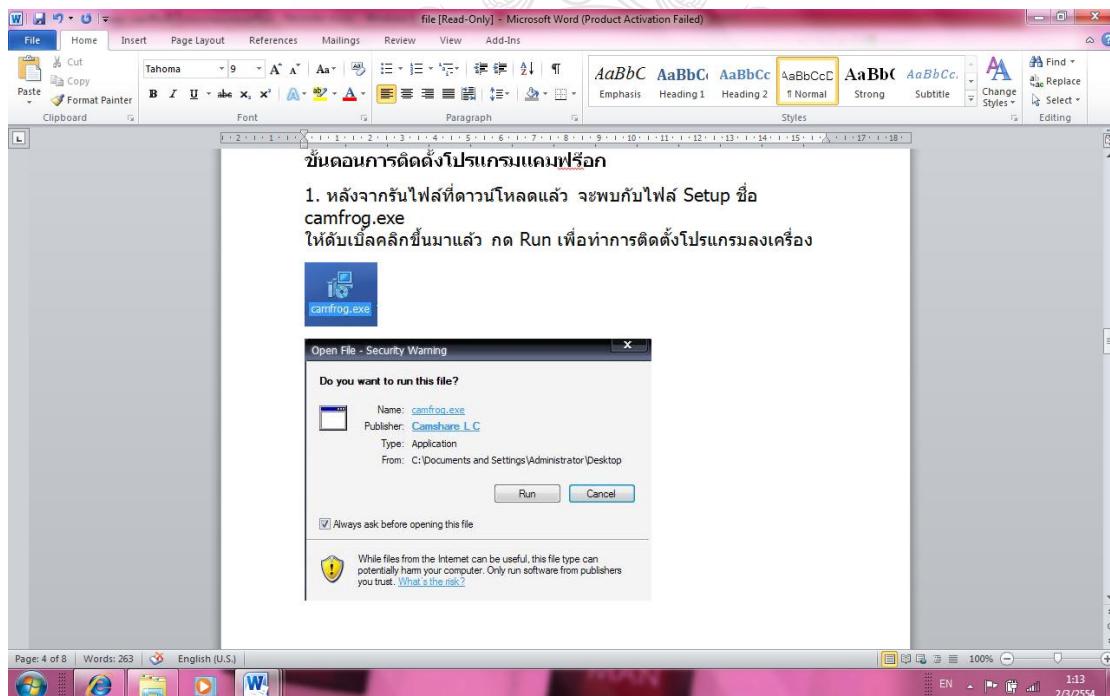 file [Read-Only] - Microsoft Word (Product Activation Failed)
File Home Insert Page Layout References Mailings Review View Add-Ins
Cut
Copy
Format Painter
Paste
Clipboard
Tahoma 9
Font
Paragraph
AaBbC AaBbCc AaBbCc AaBbCcD AaBb( AaBbCc.
Emphasis Heading 1 Heading 2 ¶ Normal Strong Subtitle
Change Styles
Styles
Find
Replace
Select
Editing
ขั้นตอนการติดตั้งโปรแกรมแคมฟร๊อก
1. หลังจากรันไฟล์ที่ดาวน์โหลดแล้ว จะพบกับไฟล์ Setup ชื่อ
camfrog.exe
ให้ดับเบิ้ลคลิกขึ้นมาแล้ว กด Run เพื่อทำการติดตั้งโปรแกรมลงเครื่อง
camfrog.exe
Open File - Security Warning
Do you want to run this file?
Name: camfrog.exe
Publisher: Camshare L C
Type: Application
From: C:\Documents and Settings\Administrator\Desktop
Run Cancel
Always ask before opening this file
While files from the Internet can be useful, this file type can
potentially harm your computer. Only run software from publishers
you trust. What's the risk?
Page: 4 of 8 Words: 263 English (U.S.) 100%
EN 1:13
2/3/2554